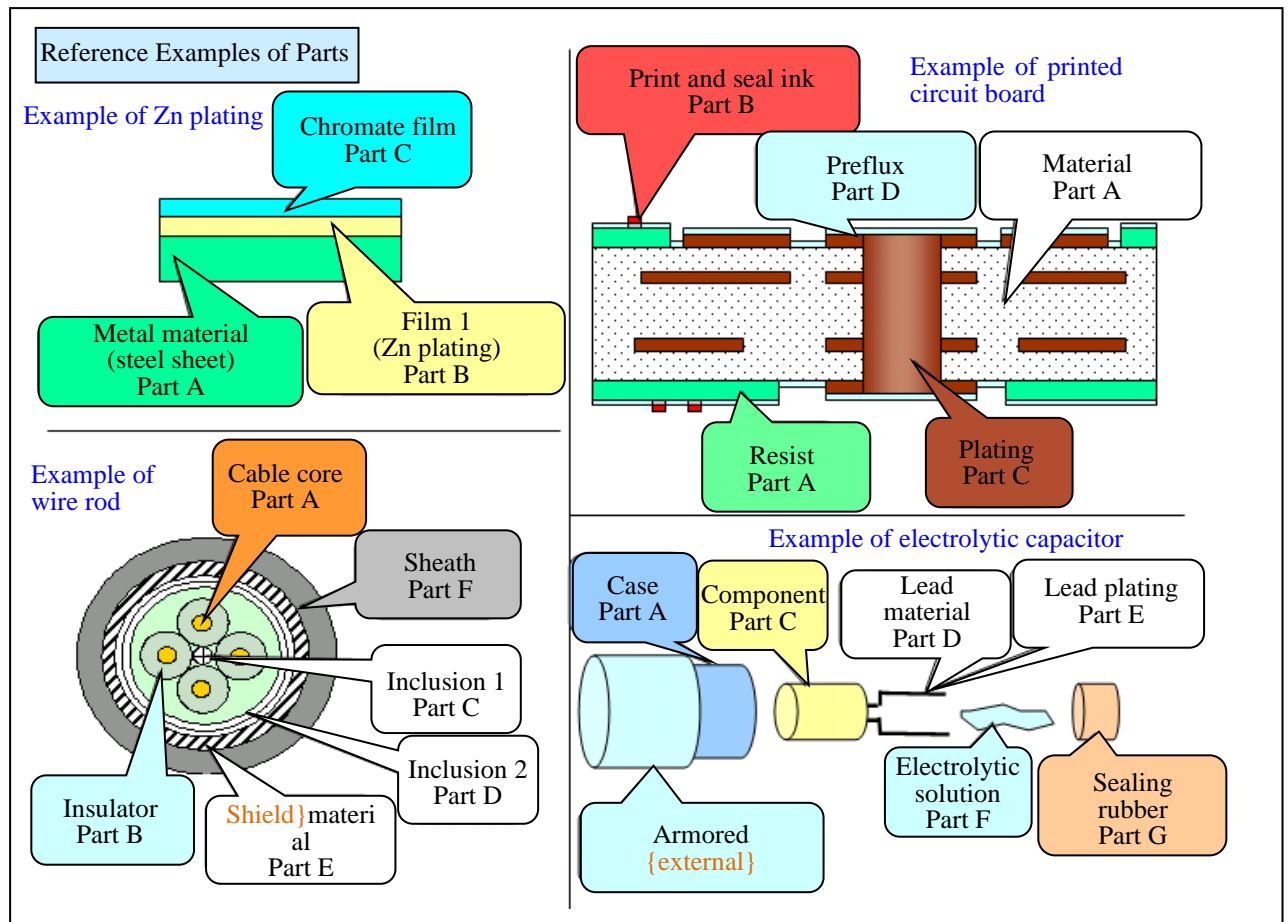 Reference Examples of Parts
Example of Zn plating
Chromate film
Part C
Metal material
(steel sheet)
Part A
Film 1
(Zn plating)
Part B
Example of printed
circuit board
Print and seal ink
Part B
Preflux
Part D
Material
Part A
Resist
Part A
Plating
Part C
Example of
wire rod
Cable core
Part A
Sheath
Part F
Inclusion 1
Part C
Inclusion 2
Part D
Insulator
Part B
Shield}materi
al
Part E
Example of electrolytic capacitor
Case
Part A
Component
Part C
Lead
material
Part D
Lead plating
Part E
Armored
{external}
Electrolytic
solution
Part F
Sealing
rubber
Part G